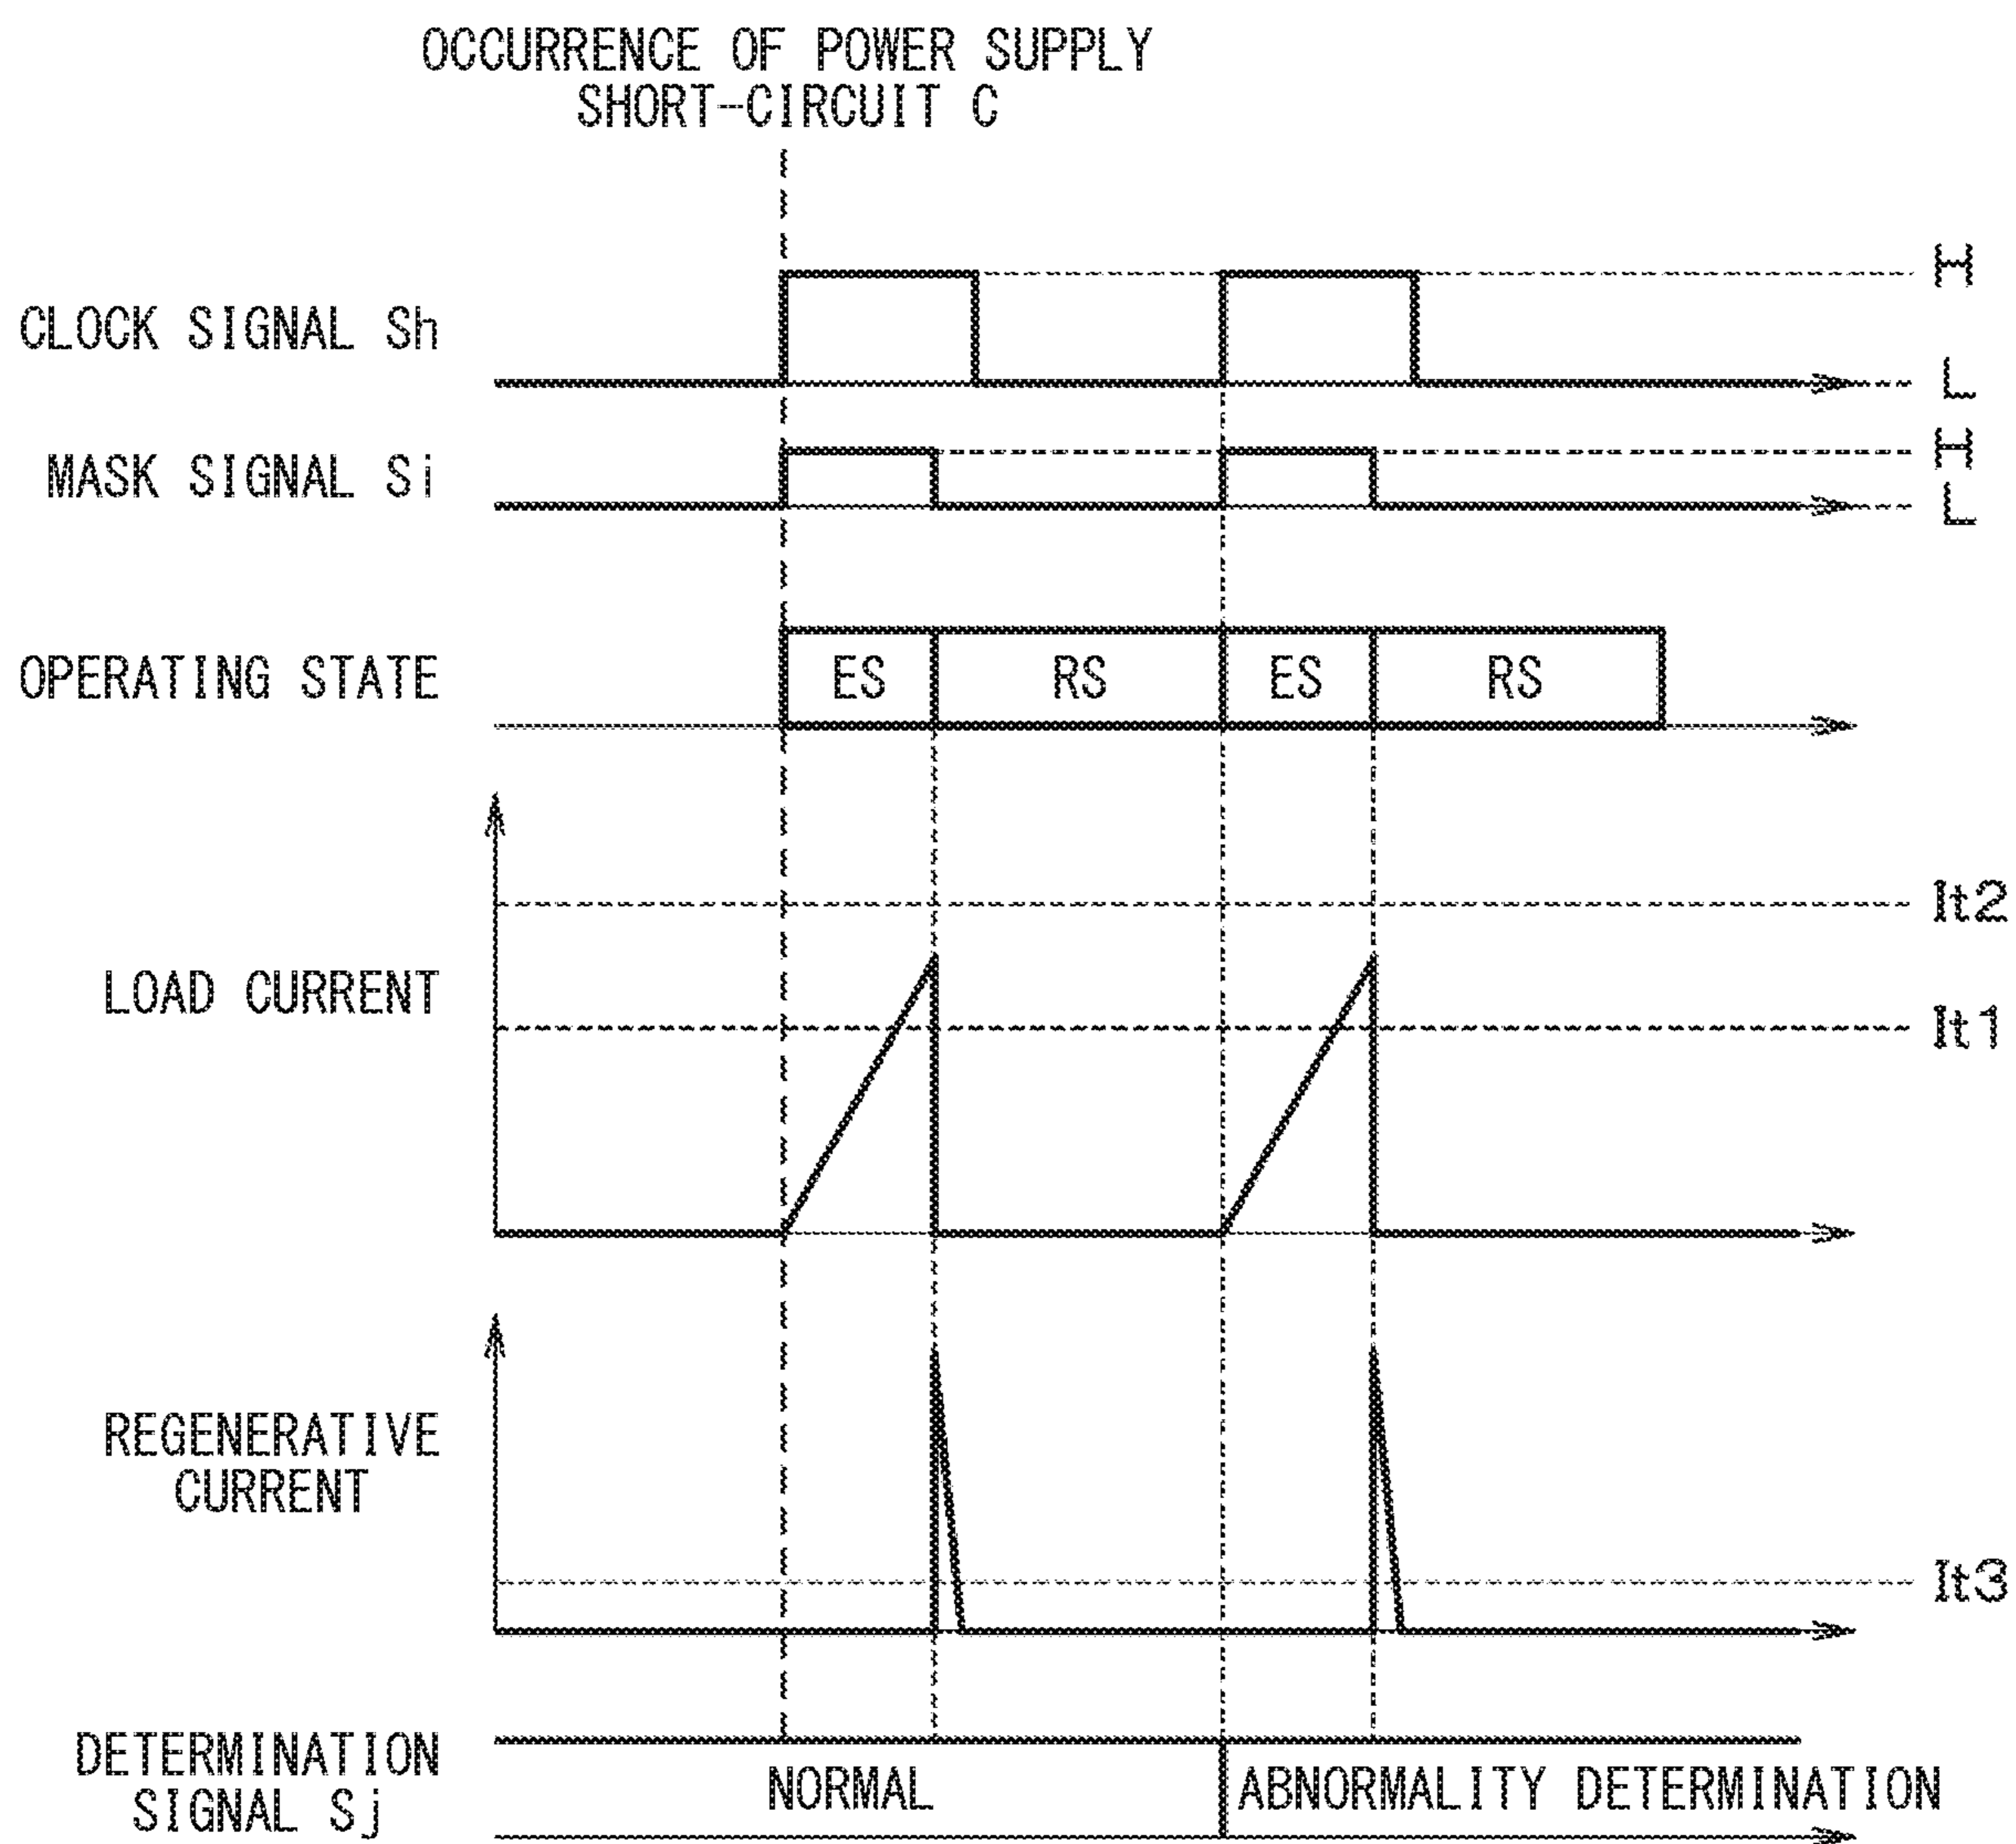 OCCURRENCE OF POWER SUPPLY
SHORT-CIRCUIT C
H
CLOCK SIGNAL Sh
L
H
MASK SIGNAL Si
L
OPERATING STATE
ES
RS
ES
RS
It2
LOAD CURRENT
It1
REGENERATIVE
CURRENT
It3
DETERMINATION
SIGNAL Sj
NORMAL
ABNORMALITY DETERMINATION